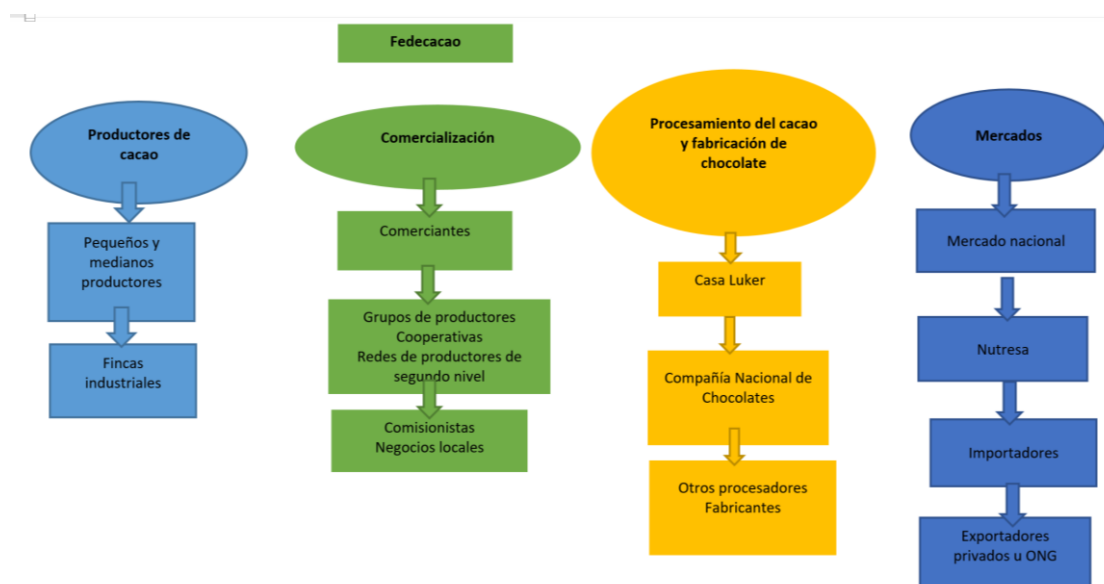 Fedecacao
Productores de
cacao
Pequeños y
medianos
productores
Fincas
industriales
Comercialización
Comerciantes
Grupos de productores
Cooperativas
Redes de productores de
segundo nivel
Comisionistas
Negocios locales
Procesamiento del cacao
y fabricación de
chocolate
Casa Luker
Compañía Nacional de
Chocolates
Otros procesadores
Fabricantes
Mercados
Mercado nacional
Nutresa
Importadores
Exportadores
privados u ONG